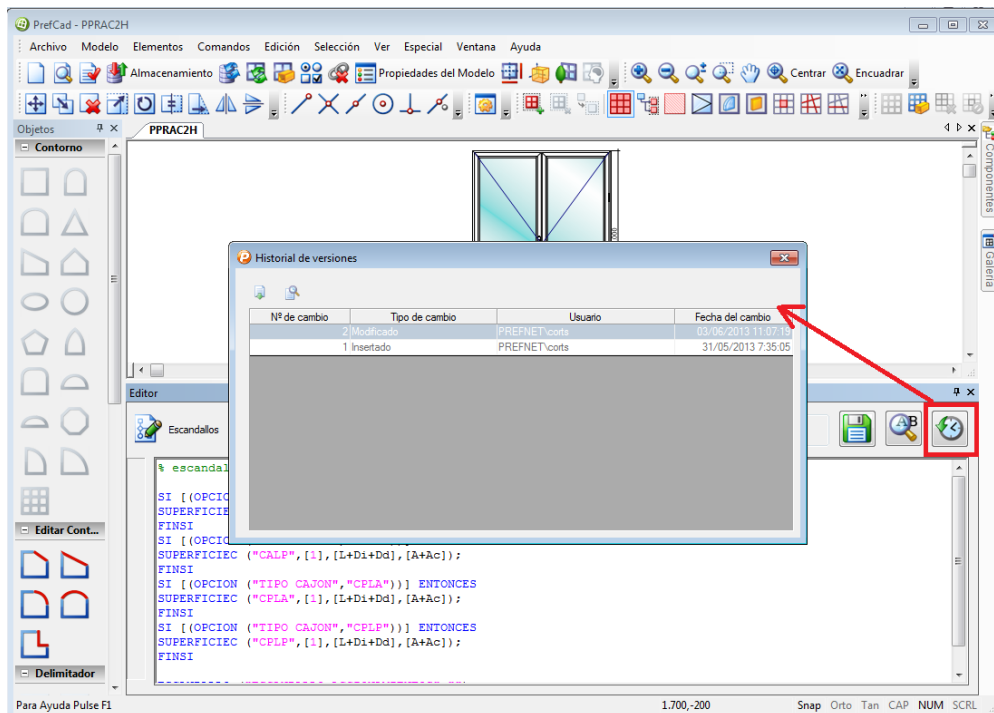 PrefCad - PPRAC2H
Archivo Modelo Elementos Comandos Edición Selección Ver Especial Ventana Ayuda
Almacenamiento Propiedades del Modelo Centrar Encuadrar
Objetos
PPRAC2H
Contorno
Componentes
Galería
Historial de versiones
Nº de cambio Tipo de cambio Usuario Fecha del cambio
2 Modificado PREFNET\corts 03/06/2013 11:07:19
1 Insertado PREFNET\corts 31/05/2013 7:35:05
Editor
Escandallos
AB
% escandal
SI [(OPCIO
SUPERFICIE
FINSI
SI [(OPCIO
SUPERFICIEC ("CALP",[1],[L+Di+Dd],[A+Ac]);
FINSI
SI [(OPCION ("TIPO CAJON","CPLA"))] ENTONCES
SUPERFICIEC ("CPLA",[1],[L+Di+Dd],[A+Ac]);
FINSI
SI [(OPCION ("TIPO CAJON","CPLP"))] ENTONCES
SUPERFICIEC ("CPLP",[1],[L+Di+Dd],[A+Ac]);
FINSI
Editar Cont...
Delimitador
Para Ayuda Pulse F1 1.700,-200 Snap Orto Tan CAP NUM SCRL